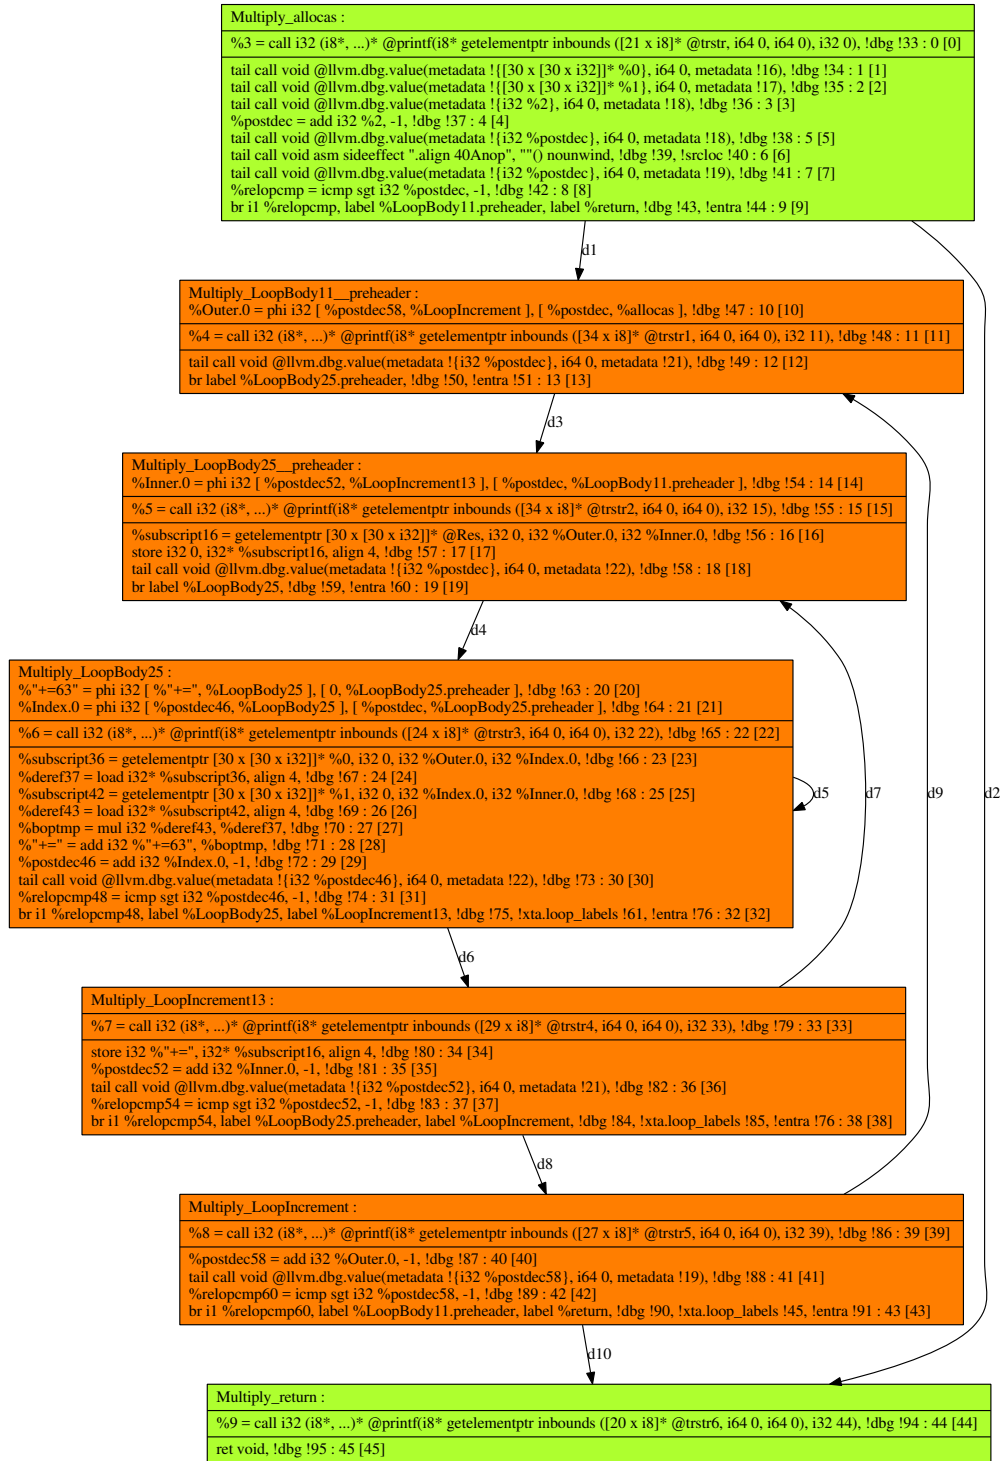 Multiply_allocas :
%3 = call i32 (i8*, ...)* @printf(i8* getelementptr inbounds ([21 x i8]* @trstr, i64 0, i64 0), i32 0), !dbg !33 : 0 [0]
tail call void @llvm.dbg.value(metadata !{[30 x [30 x i32]]* %0}, i64 0, metadata !16), !dbg !34 : 1 [1]
tail call void @llvm.dbg.value(metadata !{[30 x [30 x i32]]* %1}, i64 0, metadata !17), !dbg !35 : 2 [2]
tail call void @llvm.dbg.value(metadata !{i32 %2}, i64 0, metadata !18), !dbg !36 : 3 [3]
%postdec = add i32 %2, -1, !dbg !37 : 4 [4]
tail call void @llvm.dbg.value(metadata !{i32 %postdec}, i64 0, metadata !18), !dbg !38 : 5 [5]
tail call void asm sideeffect ".align 40Anop", ""() nounwind, !dbg !39, !srcloc !40 : 6 [6]
tail call void @llvm.dbg.value(metadata !{i32 %postdec}, i64 0, metadata !19), !dbg !41 : 7 [7]
%relopcmp = icmp sgt i32 %postdec, -1, !dbg !42 : 8 [8]
br i1 %relopcmp, label %LoopBody11.preheader, label %return, !dbg !43, !entra !44 : 9 [9]
d1
Multiply_LoopBody11__preheader :
%Outer.0 = phi i32 [ %postdec58, %LoopIncrement ], [ %postdec, %allocas ], !dbg !47 : 10 [10]
%4 = call i32 (i8*, ...)* @printf(i8* getelementptr inbounds ([34 x i8]* @trstr1, i64 0, i64 0), i32 11), !dbg !48 : 11 [11]
tail call void @llvm.dbg.value(metadata !{i32 %postdec}, i64 0, metadata !21), !dbg !49 : 12 [12]
br label %LoopBody25.preheader, !dbg !50, !entra !51 : 13 [13]
d3
Multiply_LoopBody25__preheader :
%Inner.0 = phi i32 [ %postdec52, %LoopIncrement13 ], [ %postdec, %LoopBody11.preheader ], !dbg !54 : 14 [14]
%5 = call i32 (i8*, ...)* @printf(i8* getelementptr inbounds ([34 x i8]* @trstr2, i64 0, i64 0), i32 15), !dbg !55 : 15 [15]
%subscript16 = getelementptr [30 x [30 x i32]]* @Res, i32 0, i32 %Outer.0, i32 %Inner.0, !dbg !56 : 16 [16]
store i32 0, i32* %subscript16, align 4, !dbg !57 : 17 [17]
tail call void @llvm.dbg.value(metadata !{i32 %postdec}, i64 0, metadata !22), !dbg !58 : 18 [18]
br label %LoopBody25, !dbg !59, !entra !60 : 19 [19]
d4
Multiply_LoopBody25 :
%"+=63" = phi i32 [ %"+=", %LoopBody25 ], [ 0, %LoopBody25.preheader ], !dbg !63 : 20 [20]
%Index.0 = phi i32 [ %postdec46, %LoopBody25 ], [ %postdec, %LoopBody25.preheader ], !dbg !64 : 21 [21]
%6 = call i32 (i8*, ...)* @printf(i8* getelementptr inbounds ([24 x i8]* @trstr3, i64 0, i64 0), i32 22), !dbg !65 : 22 [22]
%subscript36 = getelementptr [30 x [30 x i32]]* %0, i32 0, i32 %Outer.0, i32 %Index.0, !dbg !66 : 23 [23]
%deref37 = load i32* %subscript36, align 4, !dbg !67 : 24 [24]
%subscript42 = getelementptr [30 x [30 x i32]]* %1, i32 0, i32 %Index.0, i32 %Inner.0, !dbg !68 : 25 [25]
%deref43 = load i32* %subscript42, align 4, !dbg !69 : 26 [26]
%boptmp = mul i32 %deref43, %deref37, !dbg !70 : 27 [27]
%"+=" = add i32 %"+=63", %boptmp, !dbg !71 : 28 [28]
%postdec46 = add i32 %Index.0, -1, !dbg !72 : 29 [29]
tail call void @llvm.dbg.value(metadata !{i32 %postdec46}, i64 0, metadata !22), !dbg !73 : 30 [30]
%relopcmp48 = icmp sgt i32 %postdec46, -1, !dbg !74 : 31 [31]
br i1 %relopcmp48, label %LoopBody25, label %LoopIncrement13, !dbg !75, !xta.loop_labels !61, !entra !76 : 32 [32]
d5
d7
d9
d2
d6
Multiply_LoopIncrement13 :
%7 = call i32 (i8*, ...)* @printf(i8* getelementptr inbounds ([29 x i8]* @trstr4, i64 0, i64 0), i32 33), !dbg !79 : 33 [33]
store i32 %"+=", i32* %subscript16, align 4, !dbg !80 : 34 [34]
%postdec52 = add i32 %Inner.0, -1, !dbg !81 : 35 [35]
tail call void @llvm.dbg.value(metadata !{i32 %postdec52}, i64 0, metadata !21), !dbg !82 : 36 [36]
%relopcmp54 = icmp sgt i32 %postdec52, -1, !dbg !83 : 37 [37]
br i1 %relopcmp54, label %LoopBody25.preheader, label %LoopIncrement, !dbg !84, !xta.loop_labels !85, !entra !76 : 38 [38]
d8
Multiply_LoopIncrement :
%8 = call i32 (i8*, ...)* @printf(i8* getelementptr inbounds ([27 x i8]* @trstr5, i64 0, i64 0), i32 39), !dbg !86 : 39 [39]
%postdec58 = add i32 %Outer.0, -1, !dbg !87 : 40 [40]
tail call void @llvm.dbg.value(metadata !{i32 %postdec58}, i64 0, metadata !19), !dbg !88 : 41 [41]
%relopcmp60 = icmp sgt i32 %postdec58, -1, !dbg !89 : 42 [42]
br i1 %relopcmp60, label %LoopBody11.preheader, label %return, !dbg !90, !xta.loop_labels !45, !entra !91 : 43 [43]
d10
Multiply_return :
%9 = call i32 (i8*, ...)* @printf(i8* getelementptr inbounds ([20 x i8]* @trstr6, i64 0, i64 0), i32 44), !dbg !94 : 44 [44]
ret void, !dbg !95 : 45 [45]